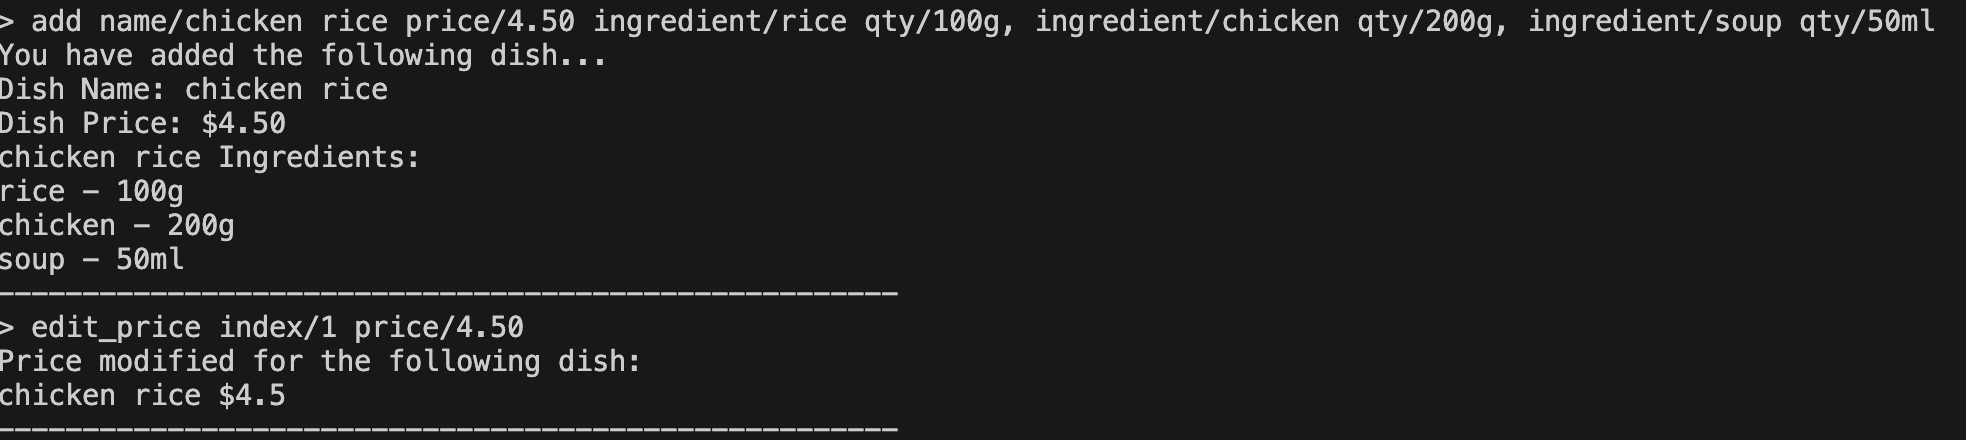 > add name/chicken rice price/4.50 ingredient/rice qty/100g, ingredient/chicken qty/200g, ingredient/soup qty/50ml
You have added the following dish...
Dish Name: chicken rice
Dish Price: $4.50
chicken rice Ingredients:
rice - 100g
chicken - 200g
soup - 50ml
-----------------------------------------------------
> edit_price index/1 price/4.50
Price modified for the following dish:
chicken rice $4.5
-----------------------------------------------------